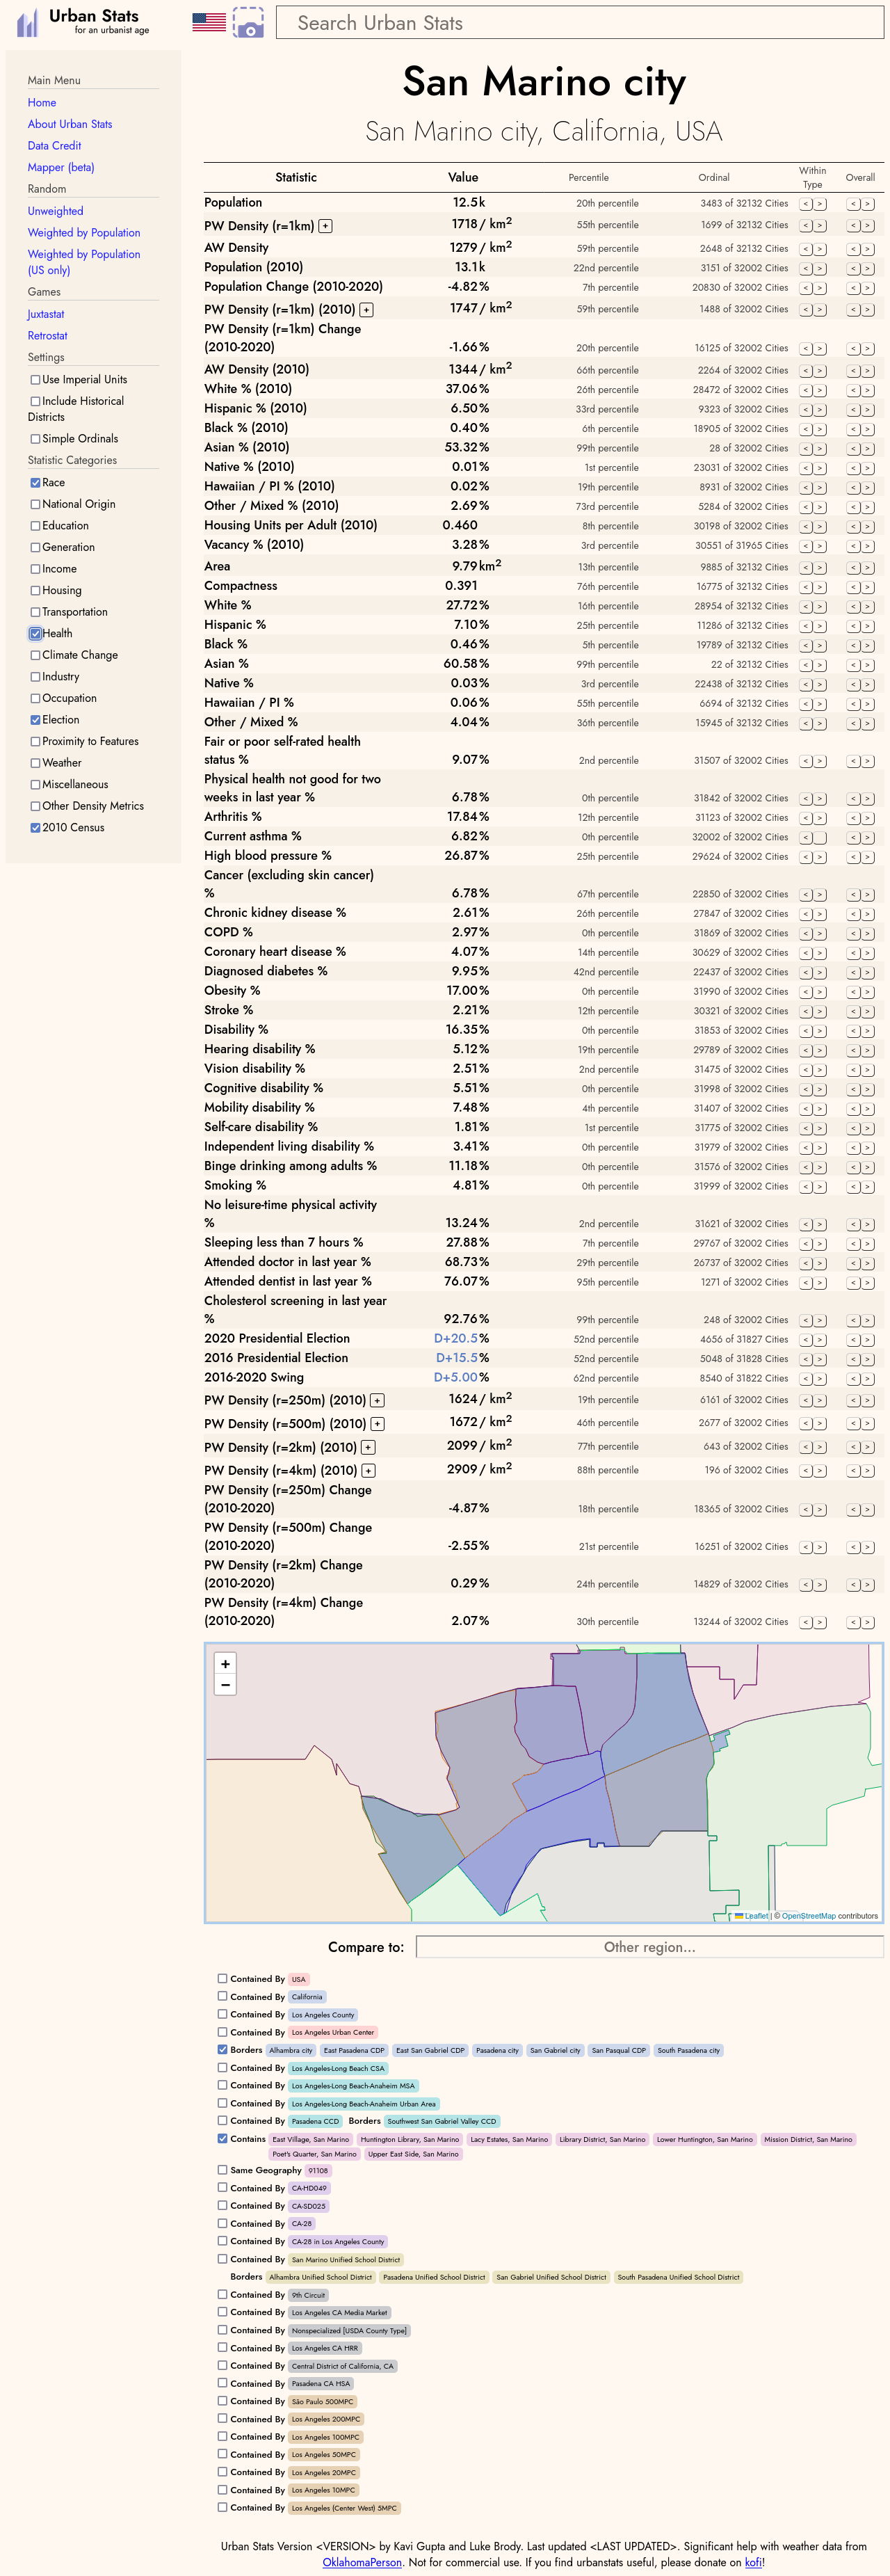 Urban Stats
for an urbanist age
Search Urban Stats
Main Menu
Home
About Urban Stats
Data Credit
Mapper (beta)
Random
Unweighted
Weighted by Population
Weighted by Population
(US only)
Games
Juxtastat
Retrostat
Settings
Use Imperial Units
Include Historical
Districts
Simple Ordinals
Statistic Categories
Race
National Origin
Education
Generation
Income
Housing
Transportation
Health
Climate Change
Industry
Occupation
Election
Proximity to Features
Weather
Miscellaneous
Other Density Metrics
2010 Census
San Marino city
San Marino city, California, USA
Statistic Value Percentile Ordinal Within Type Overall
Population 12.5k 20th percentile 3483 of 32132 Cities < > < >
PW Density (r=1km) + 1718 / km2 55th percentile 1699 of 32132 Cities < > < >
AW Density 1279 / km2 59th percentile 2648 of 32132 Cities < > < >
Population (2010) 13.1k 22nd percentile 3151 of 32002 Cities < > < >
Population Change (2010-2020) -4.82% 7th percentile 20830 of 32002 Cities < > < >
PW Density (r=1km) (2010) + 1747 / km2 59th percentile 1488 of 32002 Cities < > < >
PW Density (r=1km) Change
(2010-2020) -1.66% 20th percentile 16125 of 32002 Cities < > < >
AW Density (2010) 1344 / km2 66th percentile 2264 of 32002 Cities < > < >
White % (2010) 37.06% 26th percentile 28472 of 32002 Cities < > < >
Hispanic % (2010) 6.50% 33rd percentile 9323 of 32002 Cities < > < >
Black % (2010) 0.40% 6th percentile 18905 of 32002 Cities < > < >
Asian % (2010) 53.32% 99th percentile 28 of 32002 Cities < > < >
Native % (2010) 0.01% 1st percentile 23031 of 32002 Cities < > < >
Hawaiian / PI % (2010) 0.02% 19th percentile 8931 of 32002 Cities < > < >
Other / Mixed % (2010) 2.69% 73rd percentile 5284 of 32002 Cities < > < >
Housing Units per Adult (2010) 0.460 8th percentile 30198 of 32002 Cities < > < >
Vacancy % (2010) 3.28% 3rd percentile 30551 of 31965 Cities < > < >
Area 9.79 km2 13th percentile 9885 of 32132 Cities < > < >
Compactness 0.391 76th percentile 16775 of 32132 Cities < > < >
White % 27.72% 16th percentile 28954 of 32132 Cities < > < >
Hispanic % 7.10% 25th percentile 11286 of 32132 Cities < > < >
Black % 0.46% 5th percentile 19789 of 32132 Cities < > < >
Asian % 60.58% 99th percentile 22 of 32132 Cities < > < >
Native % 0.03% 3rd percentile 22438 of 32132 Cities < > < >
Hawaiian / PI % 0.06% 55th percentile 6694 of 32132 Cities < > < >
Other / Mixed % 4.04% 36th percentile 15945 of 32132 Cities < > < >
Fair or poor self-rated health
status % 9.07% 2nd percentile 31507 of 32002 Cities < > < >
Physical health not good for two
weeks in last year % 6.78% 0th percentile 31842 of 32002 Cities < > < >
Arthritis % 17.84% 12th percentile 31123 of 32002 Cities < > < >
Current asthma % 6.82% 0th percentile 32002 of 32002 Cities < < >
High blood pressure % 26.87% 25th percentile 29624 of 32002 Cities < > < >
Cancer (excluding skin cancer)
% 6.78% 67th percentile 22850 of 32002 Cities < > < >
Chronic kidney disease % 2.61% 26th percentile 27847 of 32002 Cities < > < >
COPD % 2.97% 0th percentile 31869 of 32002 Cities < > < >
Coronary heart disease % 4.07% 14th percentile 30629 of 32002 Cities < > < >
Diagnosed diabetes % 9.95% 42nd percentile 22437 of 32002 Cities < > < >
Obesity % 17.00% 0th percentile 31990 of 32002 Cities < > < >
Stroke % 2.21% 12th percentile 30321 of 32002 Cities < > < >
Disability % 16.35% 0th percentile 31853 of 32002 Cities < > < >
Hearing disability % 5.12% 19th percentile 29789 of 32002 Cities < > < >
Vision disability % 2.51% 2nd percentile 31475 of 32002 Cities < > < >
Cognitive disability % 5.51% 0th percentile 31998 of 32002 Cities < > < >
Mobility disability % 7.48% 4th percentile 31407 of 32002 Cities < > < >
Self-care disability % 1.81% 1st percentile 31775 of 32002 Cities < > < >
Independent living disability % 3.41% 0th percentile 31979 of 32002 Cities < > < >
Binge drinking among adults % 11.18% 0th percentile 31576 of 32002 Cities < > < >
Smoking % 4.81% 0th percentile 31999 of 32002 Cities < > < >
No leisure-time physical activity
% 13.24% 2nd percentile 31621 of 32002 Cities < > < >
Sleeping less than 7 hours % 27.88% 7th percentile 29767 of 32002 Cities < > < >
Attended doctor in last year % 68.73% 29th percentile 26737 of 32002 Cities < > < >
Attended dentist in last year % 76.07% 95th percentile 1271 of 32002 Cities < > < >
Cholesterol screening in last year
% 92.76% 99th percentile 248 of 32002 Cities < > < >
2020 Presidential Election D+20.5% 52nd percentile 4656 of 31827 Cities < > < >
2016 Presidential Election D+15.5% 52nd percentile 5048 of 31828 Cities < > < >
2016-2020 Swing D+5.00% 62nd percentile 8540 of 31822 Cities < > < >
PW Density (r=250m) (2010) + 1624 / km2 19th percentile 6161 of 32002 Cities < > < >
PW Density (r=500m) (2010) + 1672 / km2 46th percentile 2677 of 32002 Cities < > < >
PW Density (r=2km) (2010) + 2099 / km2 77th percentile 643 of 32002 Cities < > < >
PW Density (r=4km) (2010) + 2909 / km2 88th percentile 196 of 32002 Cities < > < >
PW Density (r=250m) Change
(2010-2020) -4.87% 18th percentile 18365 of 32002 Cities < > < >
PW Density (r=500m) Change
(2010-2020) -2.55% 21st percentile 16251 of 32002 Cities < > < >
PW Density (r=2km) Change
(2010-2020) 0.29% 24th percentile 14829 of 32002 Cities < > < >
PW Density (r=4km) Change
(2010-2020) 2.07% 30th percentile 13244 of 32002 Cities < > < >
+
−
Leaflet | © OpenStreetMap contributors
Compare to: Other region...
Contained By USA
Contained By California
Contained By Los Angeles County
Contained By Los Angeles Urban Center
Borders Alhambra city East Pasadena CDP East San Gabriel CDP Pasadena city San Gabriel city San Pasqual CDP South Pasadena city
Contained By Los Angeles-Long Beach CSA
Contained By Los Angeles-Long Beach-Anaheim MSA
Contained By Los Angeles-Long Beach-Anaheim Urban Area
Contained By Pasadena CCD Borders Southwest San Gabriel Valley CCD
Contains East Village, San Marino Huntington Library, San Marino Lacy Estates, San Marino Library District, San Marino Lower Huntington, San Marino Mission District, San Marino
Poet's Quarter, San Marino Upper East Side, San Marino
Same Geography 91108
Contained By CA-HD049
Contained By CA-SD025
Contained By CA-28
Contained By CA-28 in Los Angeles County
Contained By San Marino Unified School District
Borders Alhambra Unified School District Pasadena Unified School District San Gabriel Unified School District South Pasadena Unified School District
Contained By 9th Circuit
Contained By Los Angeles CA Media Market
Contained By Nonspecialized [USDA County Type]
Contained By Los Angeles CA HRR
Contained By Central District of California, CA
Contained By Pasadena CA HSA
Contained By São Paulo 500MPC
Contained By Los Angeles 200MPC
Contained By Los Angeles 100MPC
Contained By Los Angeles 50MPC
Contained By Los Angeles 20MPC
Contained By Los Angeles 10MPC
Contained By Los Angeles (Center West) 5MPC
Urban Stats Version <VERSION> by Kavi Gupta and Luke Brody. Last updated <LAST UPDATED>. Significant help with weather data from
OklahomaPerson. Not for commercial use. If you find urbanstats useful, please donate on kofi!